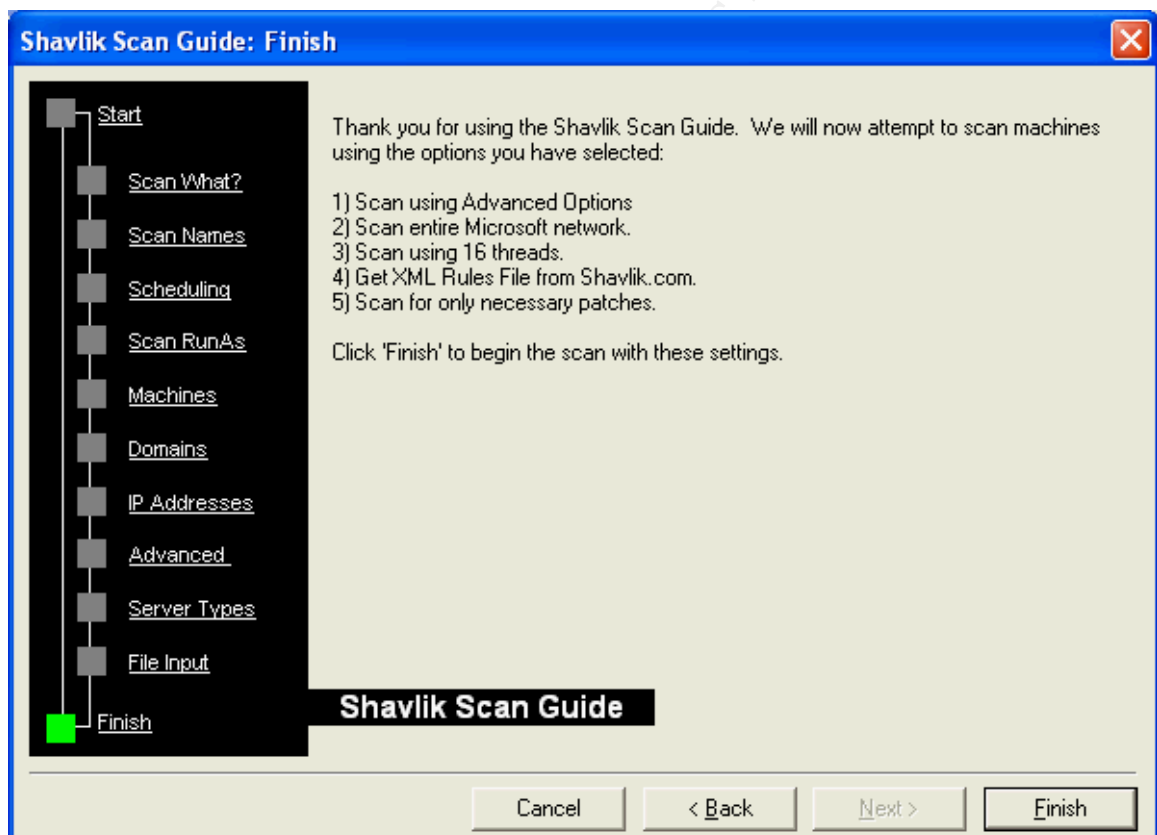 Shavlik Scan Guide: Finish
Start
Scan What?
Scan Names
Scheduling
Scan RunAs
Machines
Domains
IP Addresses
Advanced
Server Types
File Input
Finish
Thank you for using the Shavlik Scan Guide.  We will now attempt to scan machines
using the options you have selected:
1) Scan using Advanced Options
2) Scan entire Microsoft network.
3) Scan using 16 threads.
4) Get XML Rules File from Shavlik.com.
5) Scan for only necessary patches.
Click 'Finish' to begin the scan with these settings.
Shavlik Scan Guide
Cancel
< Back
Next >
Finish